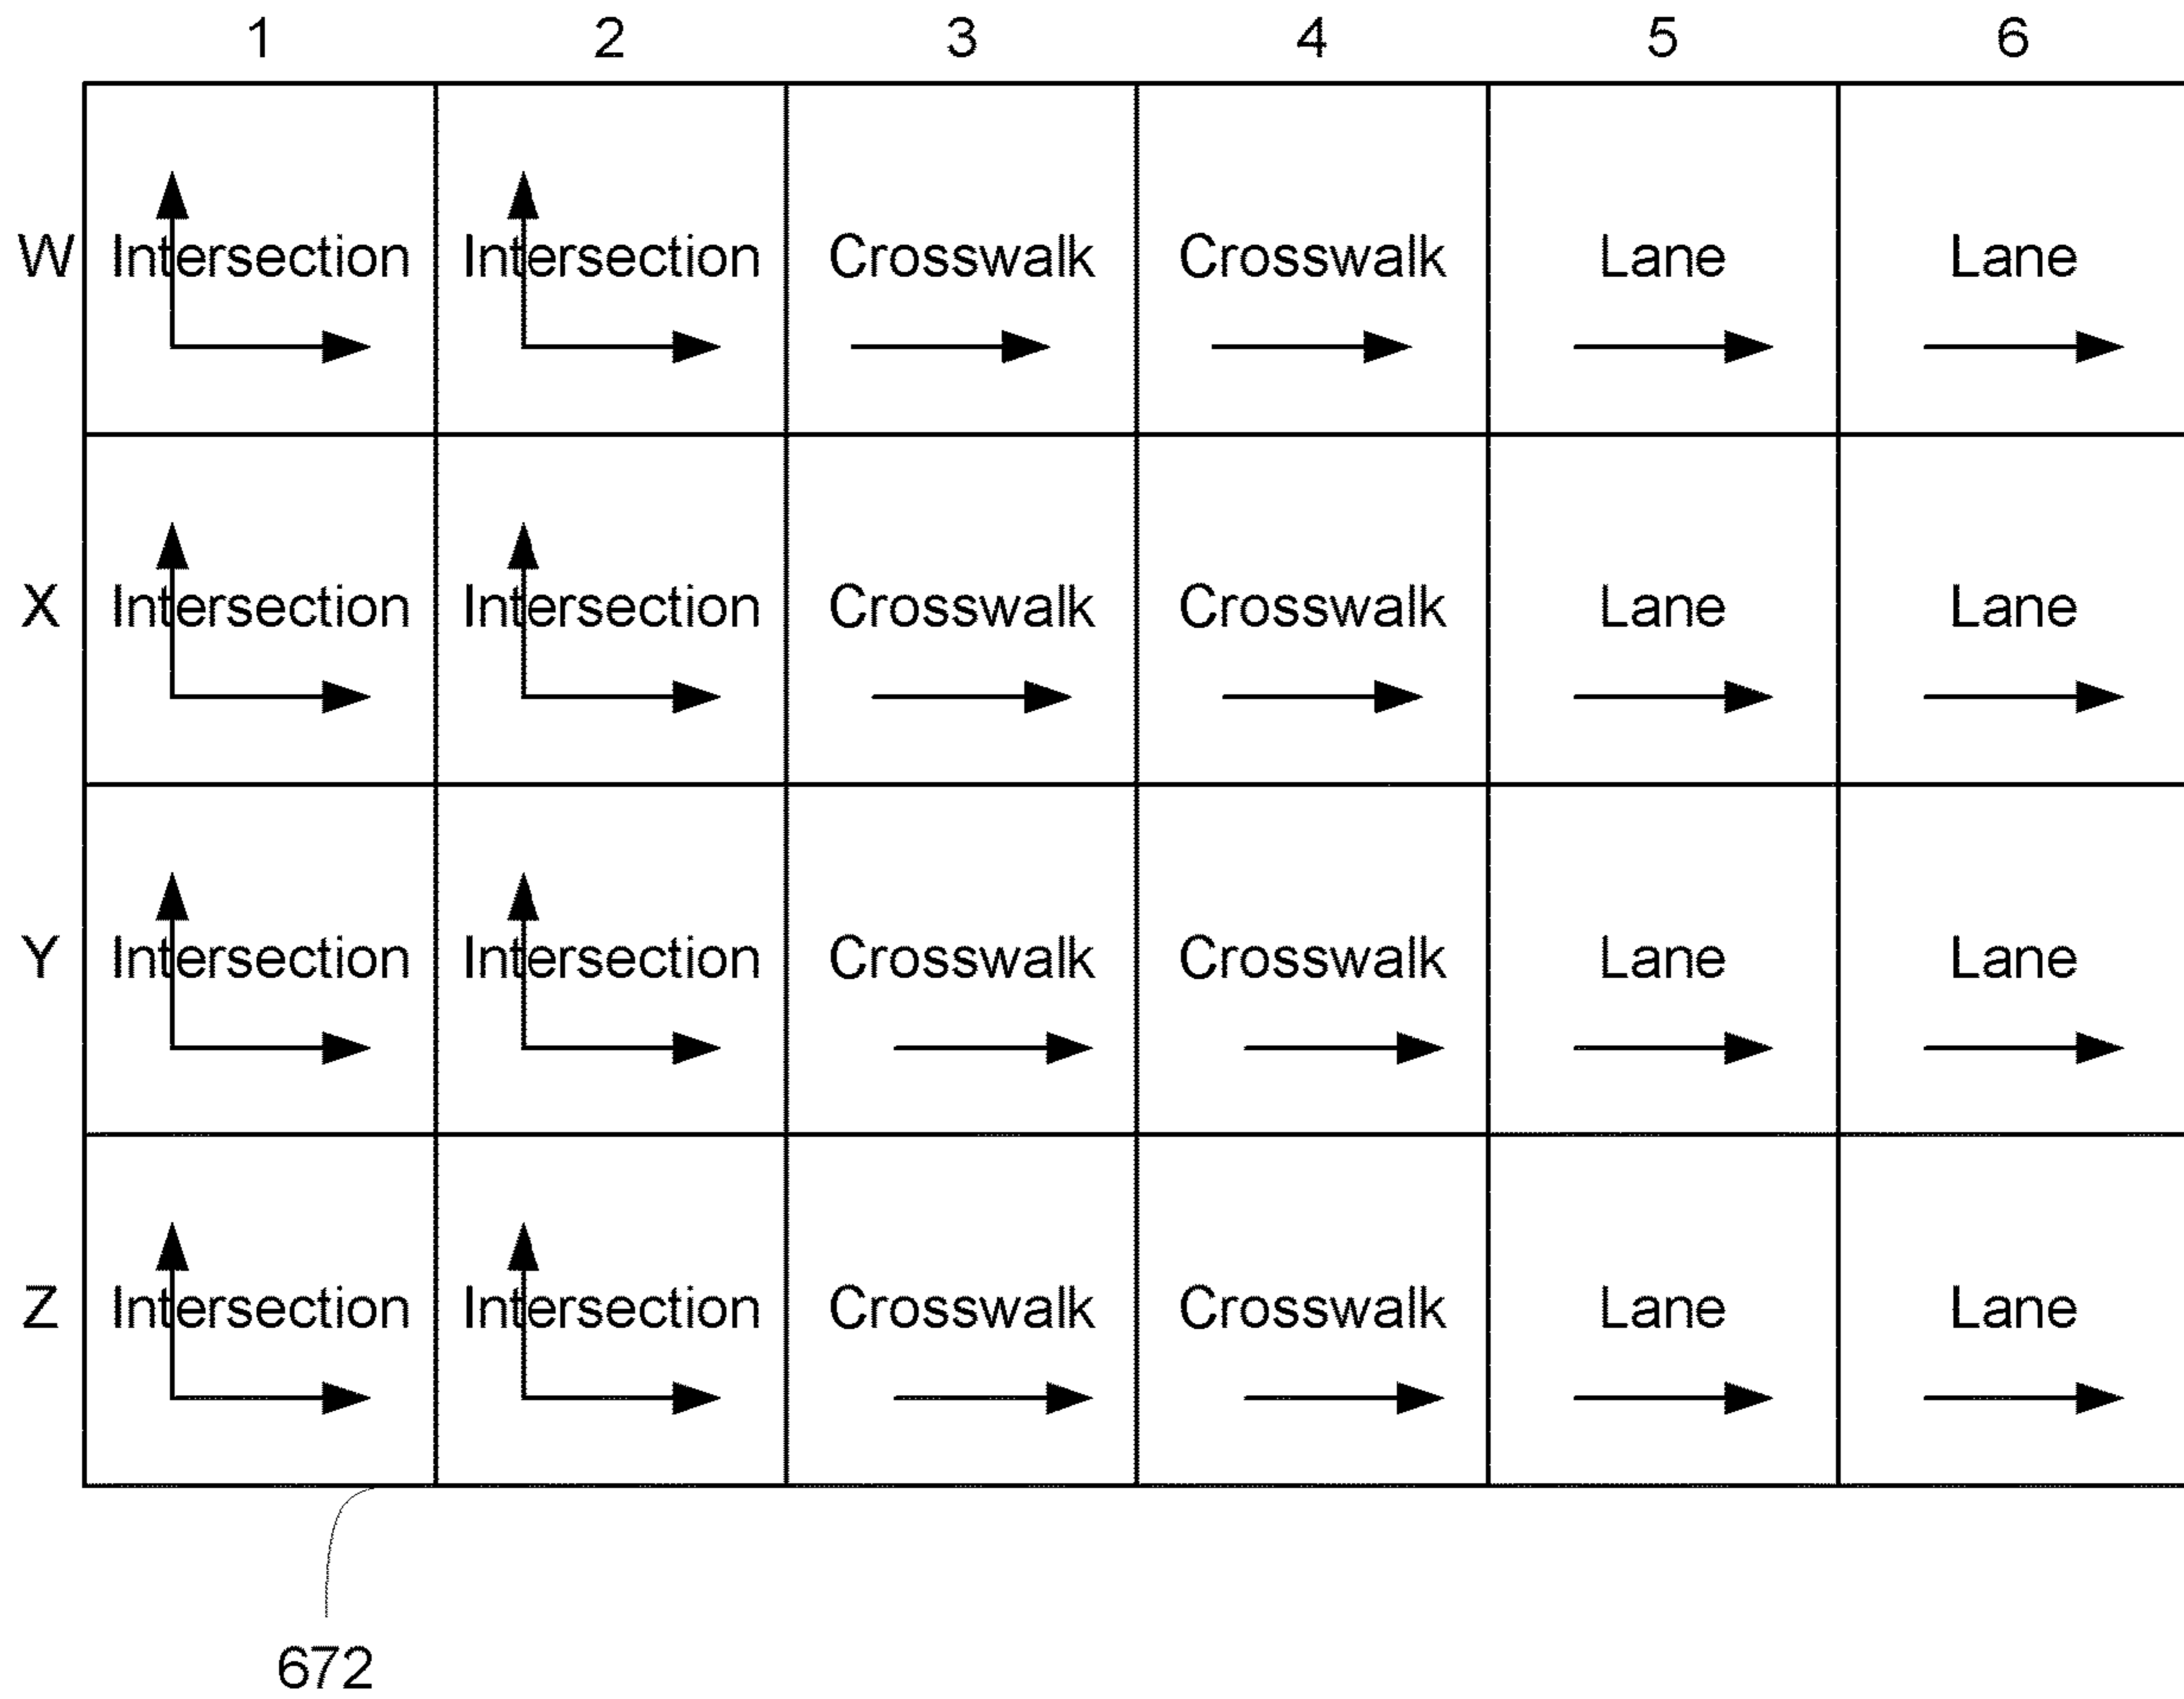 1 2 3 4 5 6
W Intersection Intersection Crosswalk Crosswalk Lane Lane
X Intersection Intersection Crosswalk Crosswalk Lane Lane
Y Intersection Intersection Crosswalk Crosswalk Lane Lane
Z Intersection Intersection Crosswalk Crosswalk Lane Lane
672